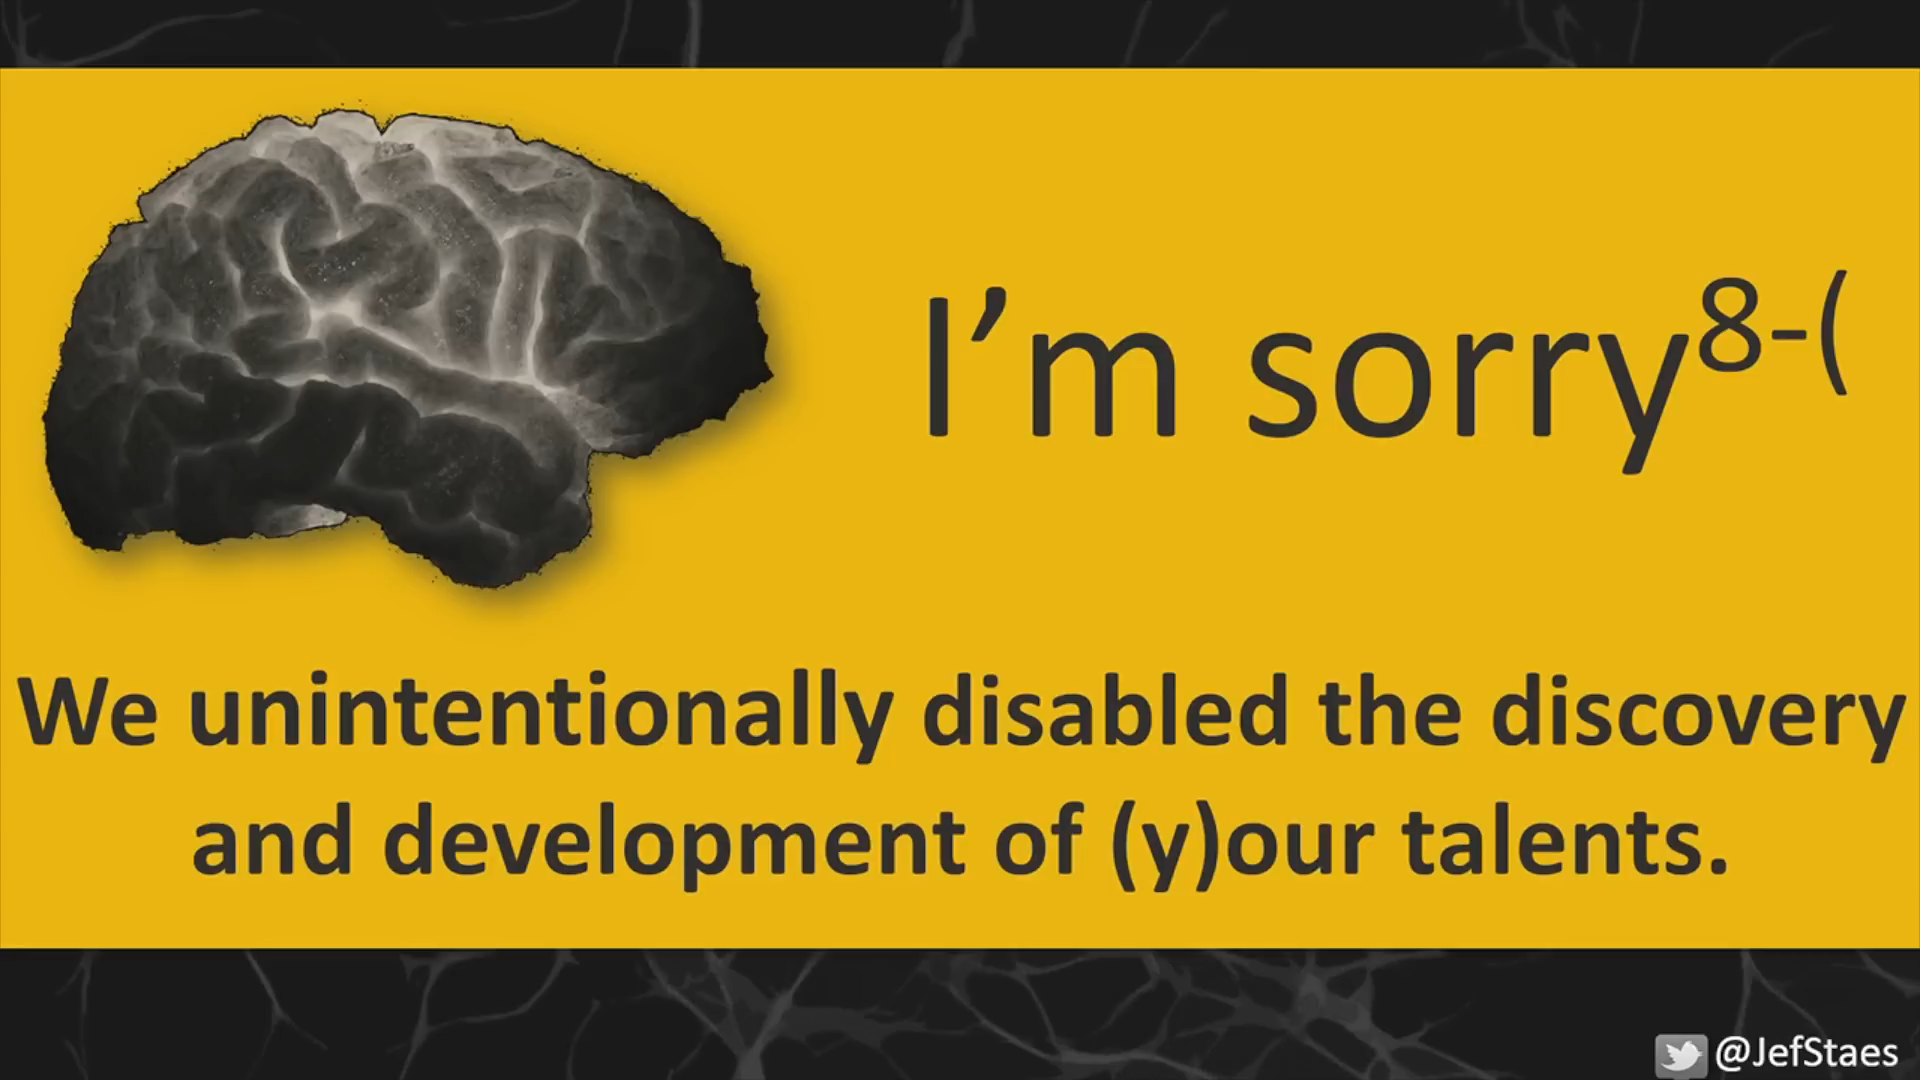 I’m sorry8-(
We unintentionally disabled the discovery
and development of (y)our talents.
@JefStaes